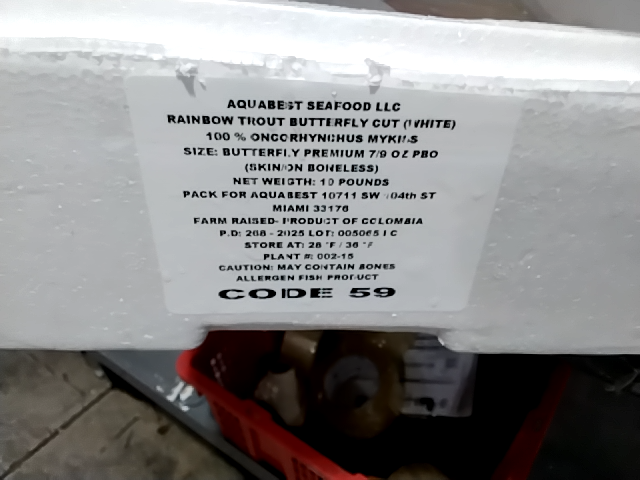 AQUABEST SEAFOOD LLC
RAINBOW TROUT BUTTERFLY CUT (WHITE)
100 % ONCORHYNCHUS MYKISS
SIZE: BUTTERFLY PREMIUM 7/9 OZ PBO
(SKIN/ON BONELESS)
NET WEIGTH: 10 POUNDS
PACK FOR AQUABEST 10711 SW 104th ST
MIAMI 33176
FARM RAISED- PRODUCT OF COLOMBIA
P.D: 268 - 2025 LOT: 005065
STORE AT: 28 °F / 36 °F
PLANT #: 002-15
CAUTION: MAY CONTAIN BONES
ALLERGEN FISH PRODUCT
CODE 59